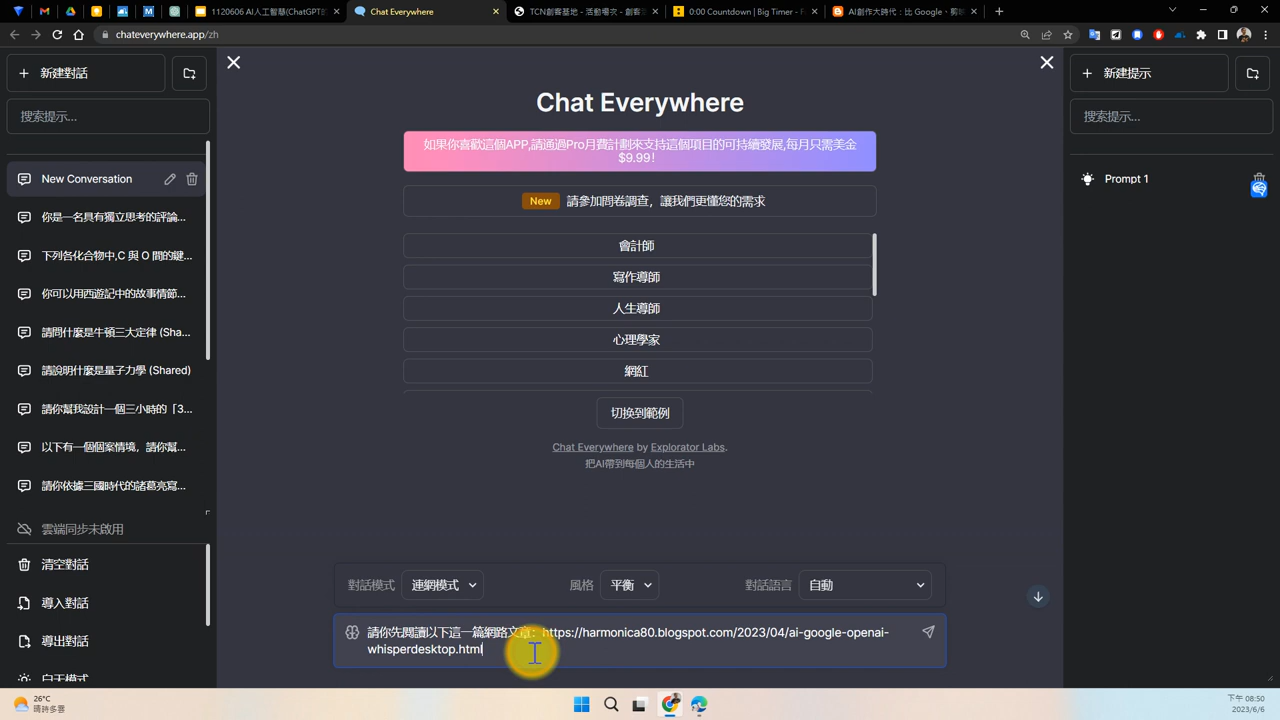 1120606 AI人工智慧(ChatGPT的
Chat Everywhere
TCN創客基地 - 活動場次 - 創客
0:00 Countdown | Big Timer - F
AI創作大時代：比 Google、剪映
chateverywhere.app/zh
新建對話
搜索提示...
New Conversation
你是一名具有獨立思考的評論...
下列各化合物中,C 與 O 間的鍵...
你可以用西遊記中的故事情節...
請問什麼是牛頓三大定律 (Sha...
請說明什麼是量子力學 (Shared)
請你幫我設計一個三小時的「3...
以下有一個個案情境，請你幫...
請你依據三國時代的諸葛亮寫...
雲端同步未啟用
清空對話
導入對話
導出對話
白天模式
Chat Everywhere
如果你喜歡這個APP,請通過Pro月費計劃來支持這個項目的可持續發展,每月只需美金
$9.99!
New 請參加問卷調查，讓我們更懂您的需求
會計師
寫作導師
人生導師
心理學家
網紅
切換到範例
Chat Everywhere by Explorator Labs.
把AI帶到每個人的生活中
對話模式 連網模式 風格 平衡 對話語言 自動
請你先閱讀以下這一篇網路文章：https://harmonica80.blogspot.com/2023/04/ai-google-openai-
whisperdesktop.html
新建提示
搜索提示...
Prompt 1
26°C
晴時多雲
下午 08:50
2023/6/6